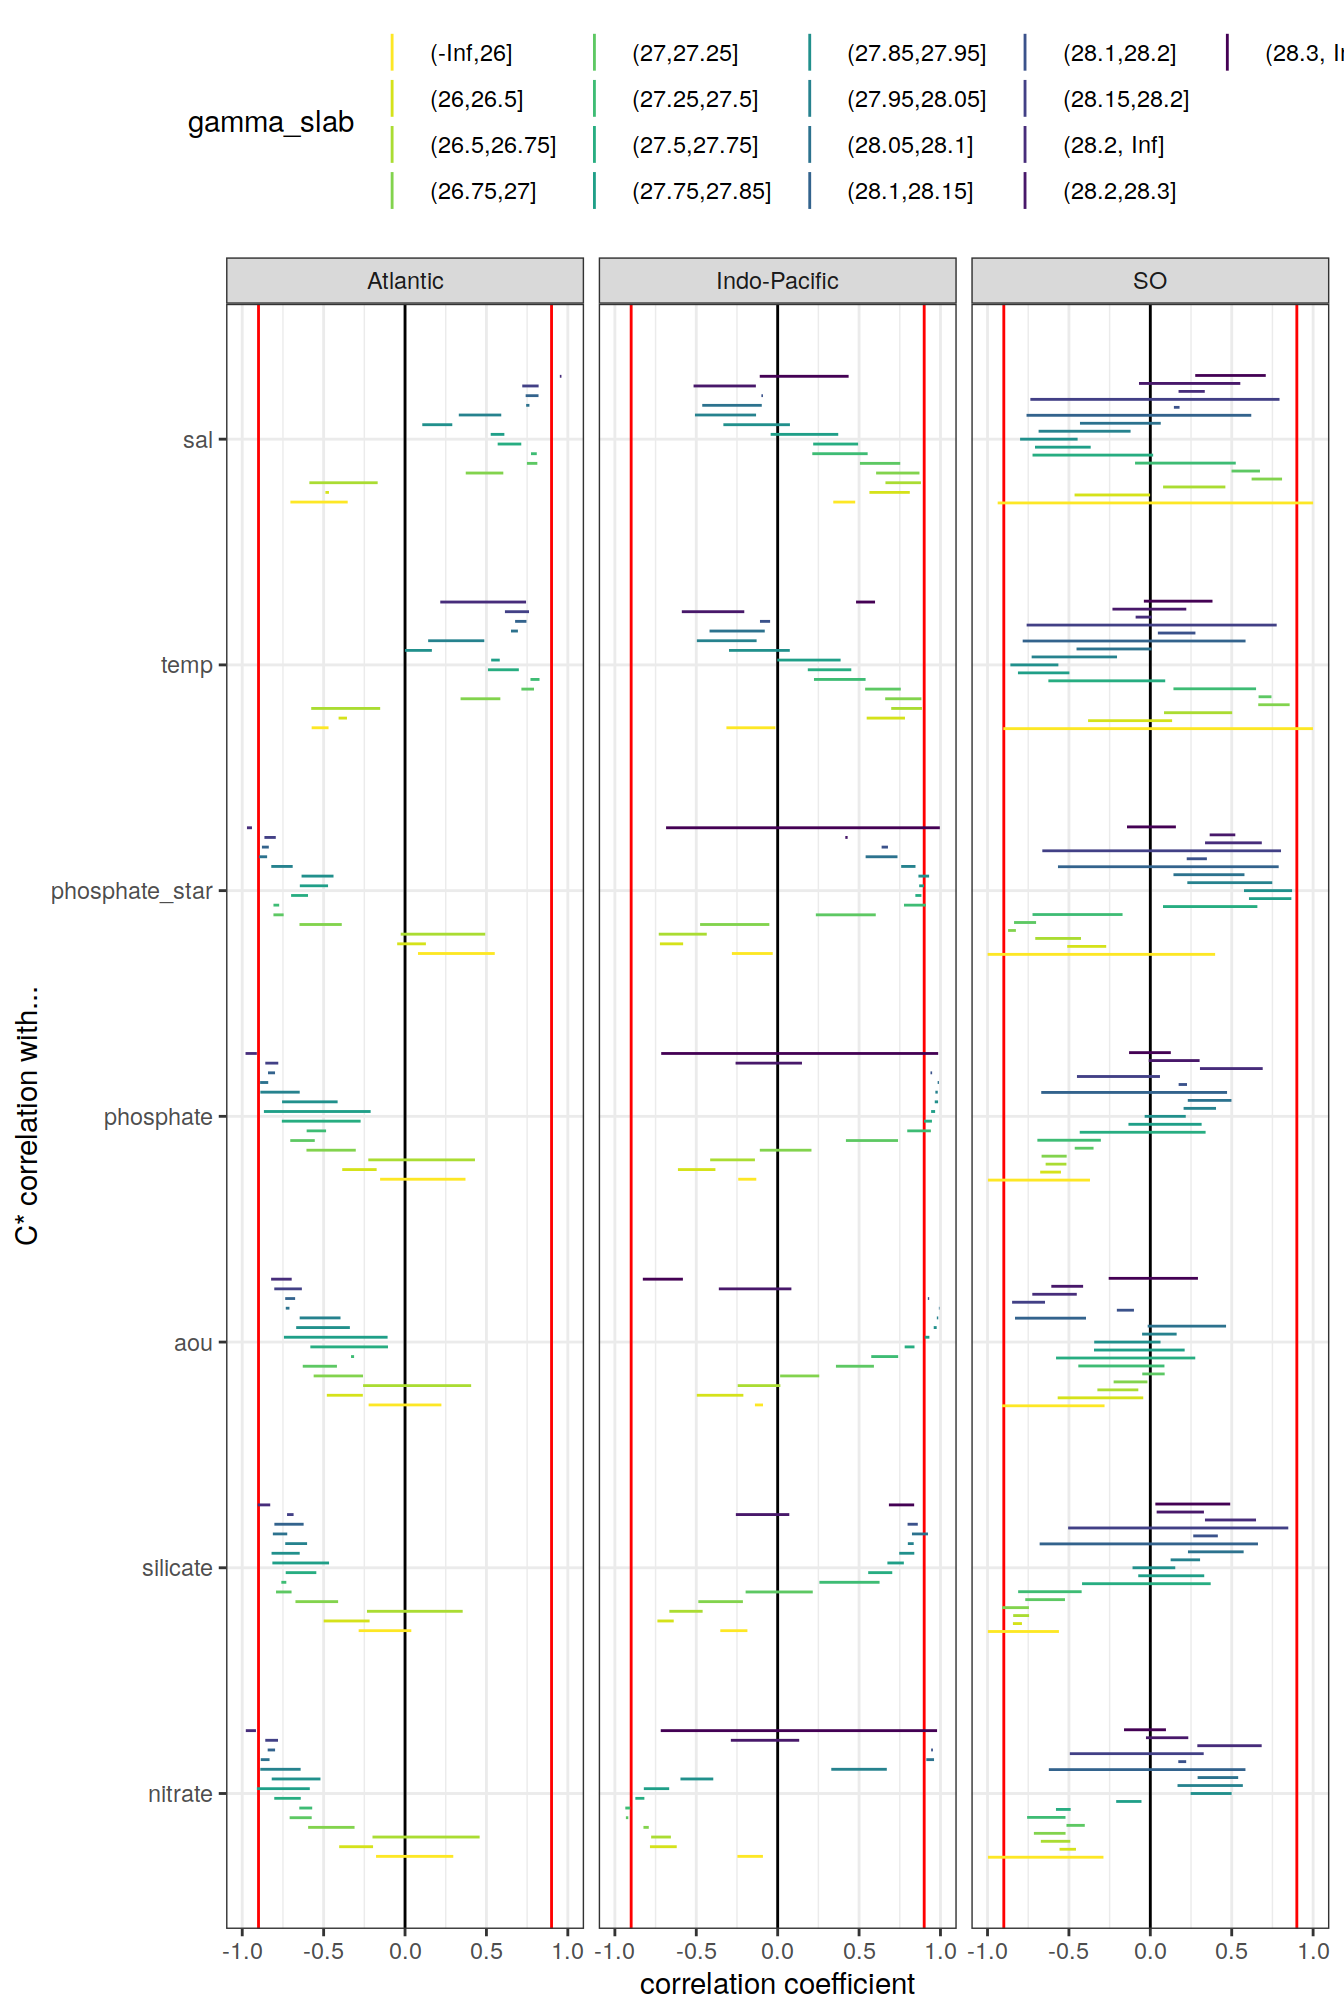 (-Inf,26] (27,27.25] (27.85,27.95] (28.1,28.2] (28.3,
(26,26.5] (27.25,27.5] (27.95,28.05] (28.15,28.2]
gamma_slab
(26.5,26.75] (27.5,27.75] (28.05,28.1] (28.2, Inf]
(26.75,27] (27.75,27.85] (28.1,28.15] (28.2,28.3]
Atlantic Indo-Pacific SO
sal
temp
phosphate_star
phosphate
aou
silicate
nitrate
C* correlation with...
-1.0 -0.5 0.0 0.5 1.0 -1.0 -0.5 0.0 0.5 1.0 -1.0 -0.5 0.0 0.5 1.0
correlation coefficient